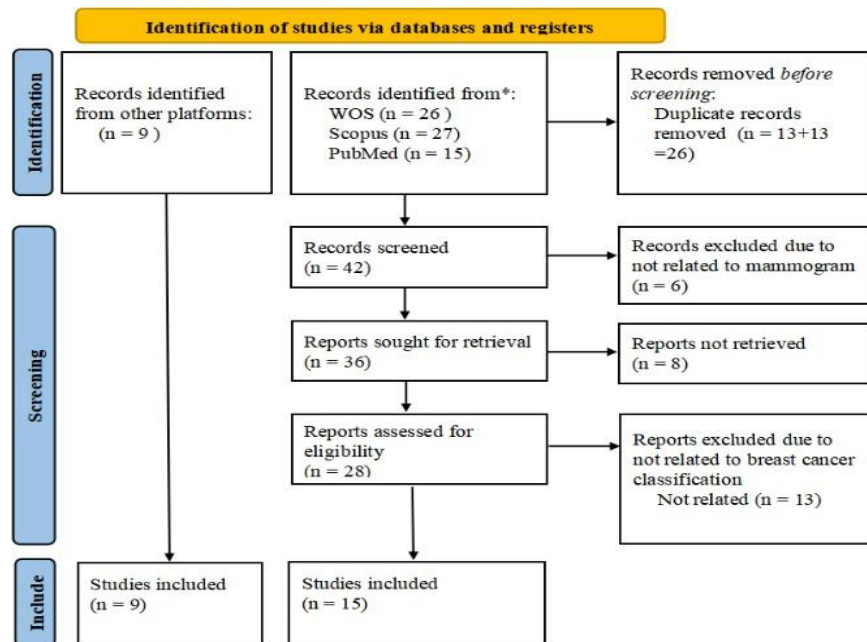 Identification of studies via databases and registers
Identification
Records identified
from other platforms:
(n = 9 )
Records identified from*:
WOS (n = 26 )
Scopus (n = 27)
PubMed (n = 15)
Records removed before
screening:
Duplicate records
removed (n = 13+13
=26)
Screening
Records screened
(n = 42)
Records excluded due to
not related to mammogram
(n = 6)
Reports sought for retrieval
(n = 36)
Reports not retrieved
(n = 8)
Reports assessed for
eligibility
(n = 28)
Reports excluded due to
not related to breast cancer
classification
Not related (n = 13)
Include
Studies included
(n = 9)
Studies included
(n = 15)